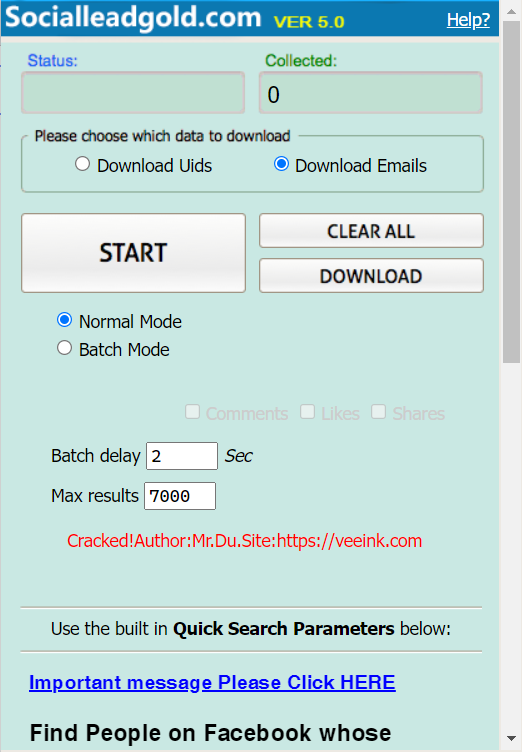 Socialleadgold.com VER 5.0 Help?
Status: Collected:
0
Please choose which data to download
Download Uids Download Emails
START CLEAR ALL
DOWNLOAD
Normal Mode
Batch Mode
Comments Likes Shares
Batch delay 2 Sec
Max results 7000
Cracked!Author:Mr.Du.Site:https://veeink.com
Use the built in Quick Search Parameters below:
Important message Please Click HERE
Find People on Facebook whose